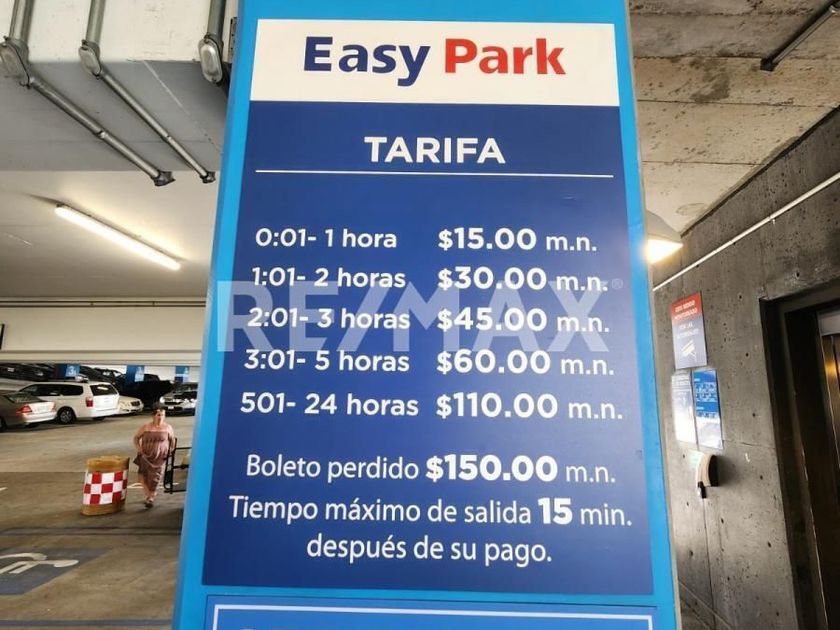 Easy Park
TARIFA
0:01- 1 hora $15.00 m.n.
1:01- 2 horas $30.00 m.n.
2:01- 3 horas $45.00 m.n.
3:01- 5 horas $60.00 m.n.
501- 24 horas $110.00 m.n.
RE/MAX®
Boleto perdido $150.00 m.n.
Tiempo máximo de salida 15 min.
después de su pago.